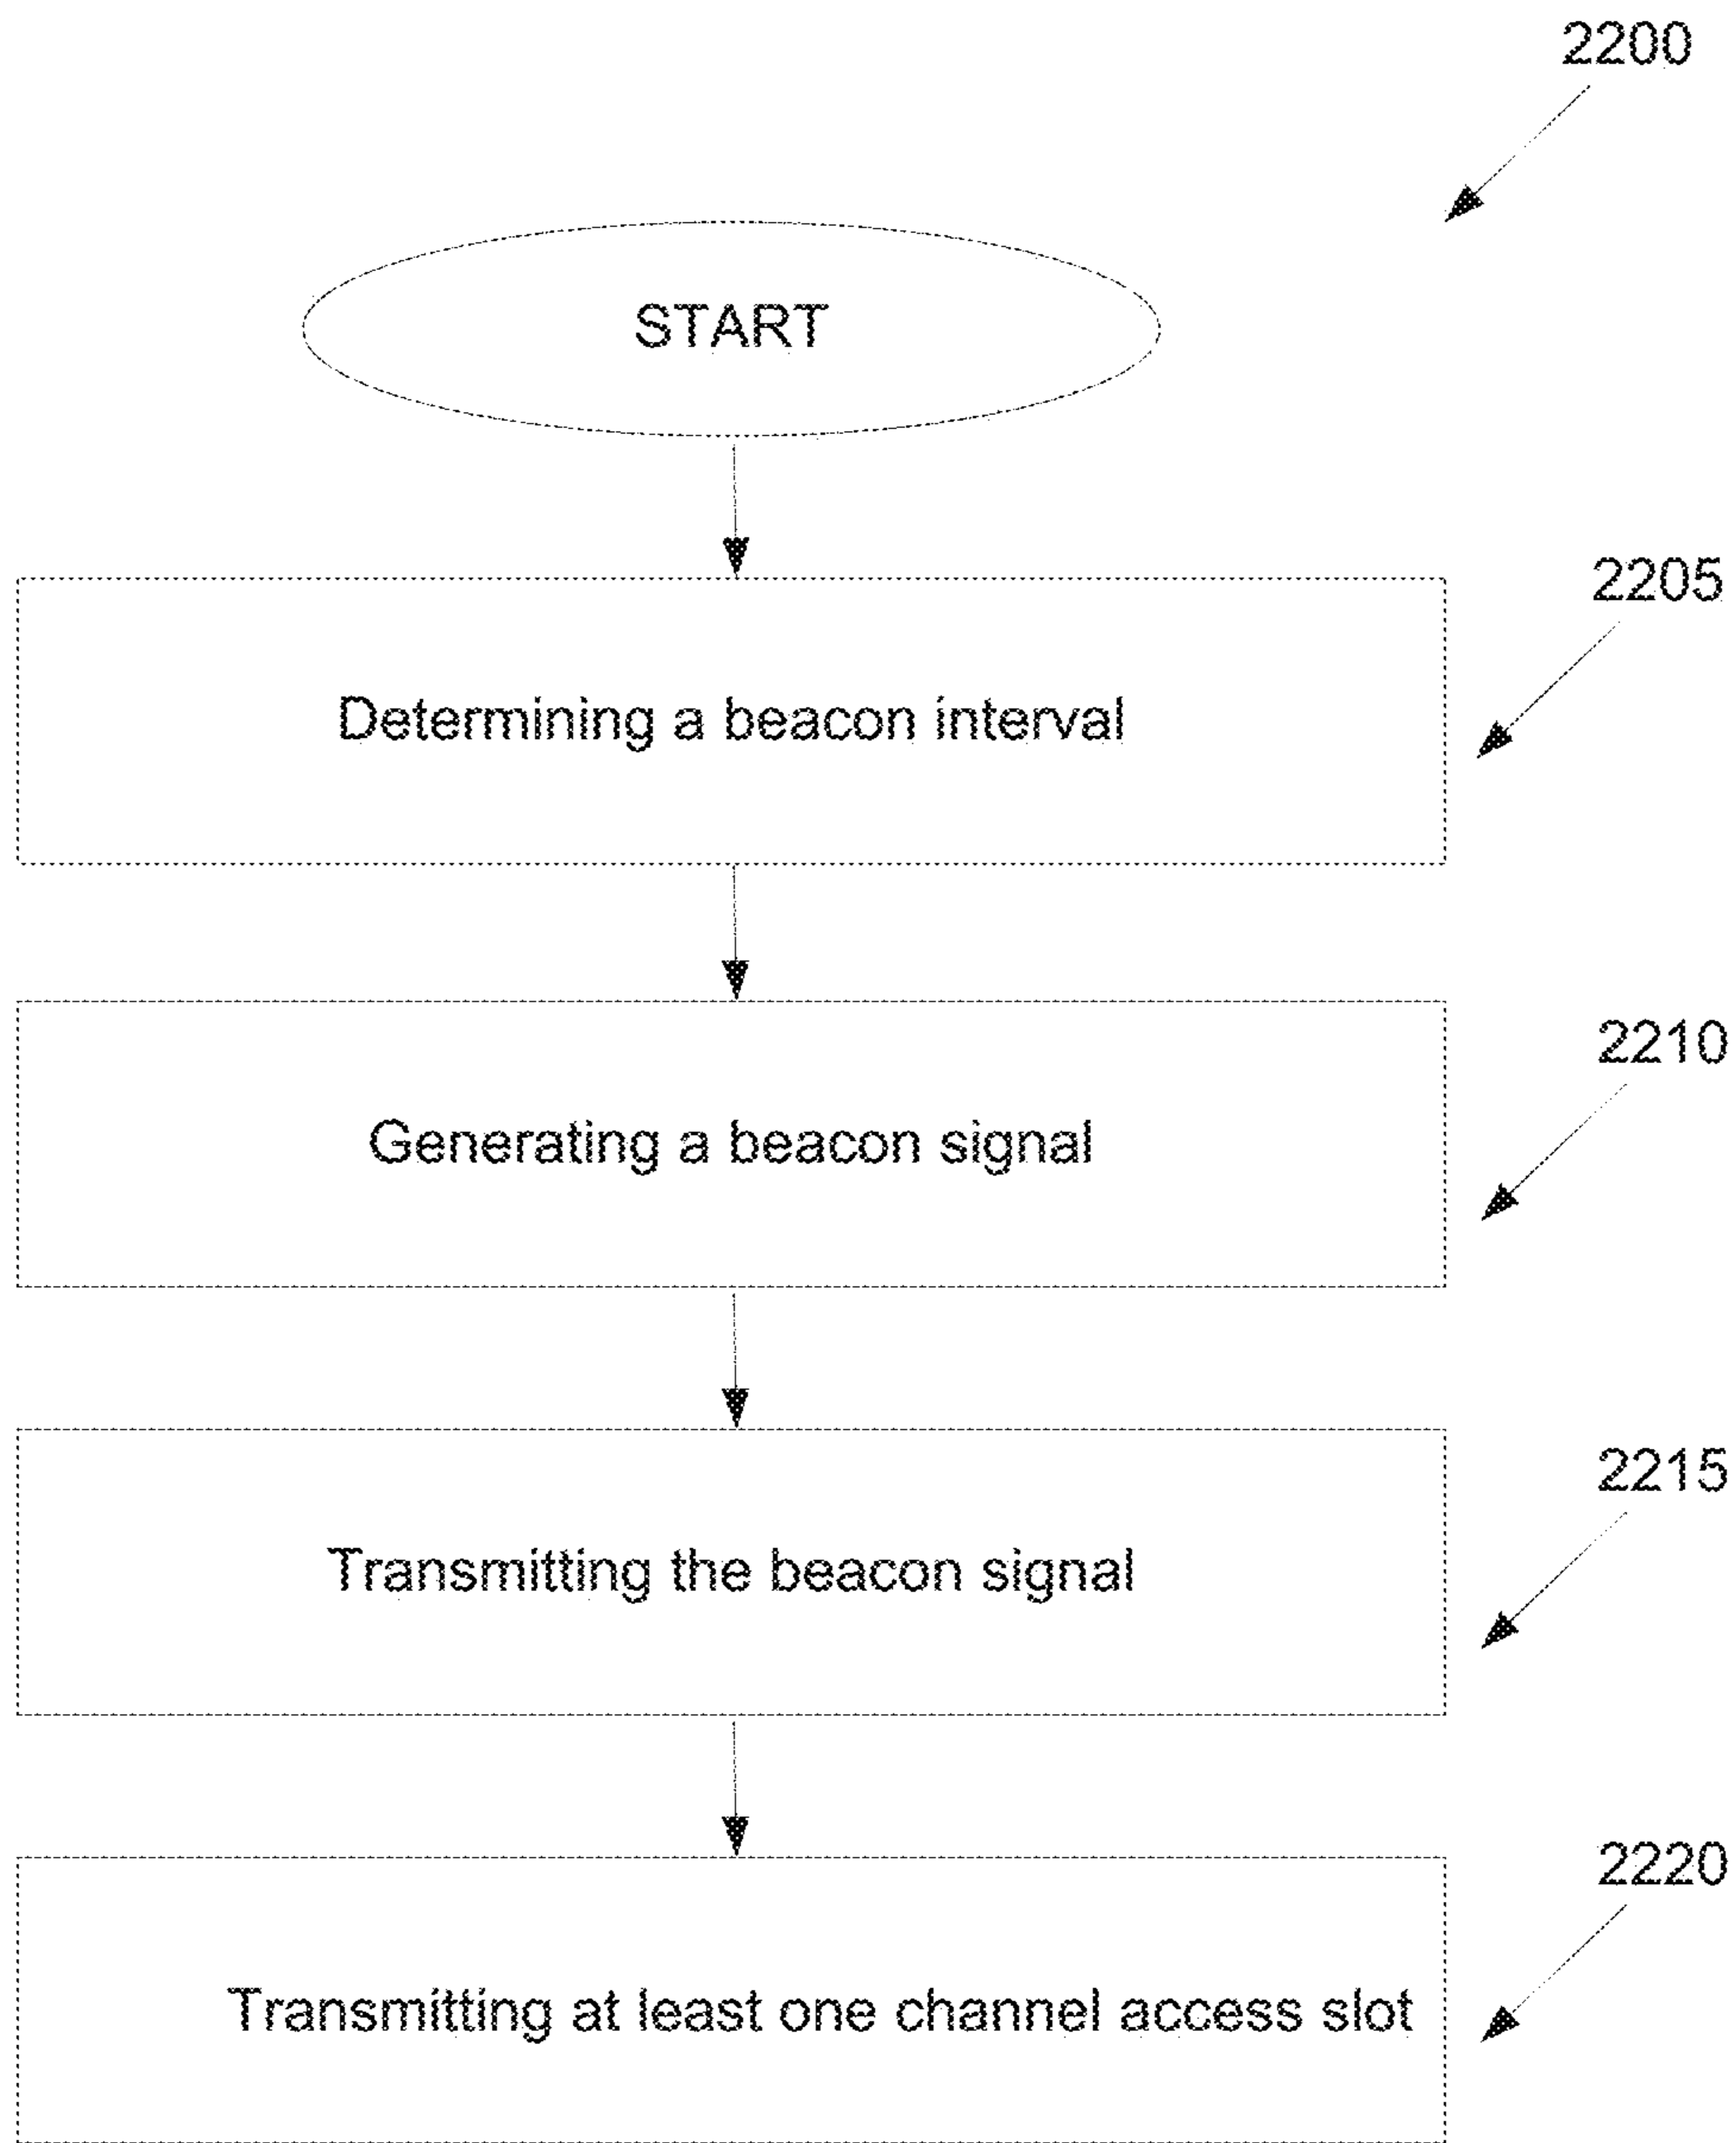 2200
START
2205
Determining a beacon interval
2210
Generating a beacon signal
2215
Transmitting the beacon signal
2220
Transmitting at least one channel access slot